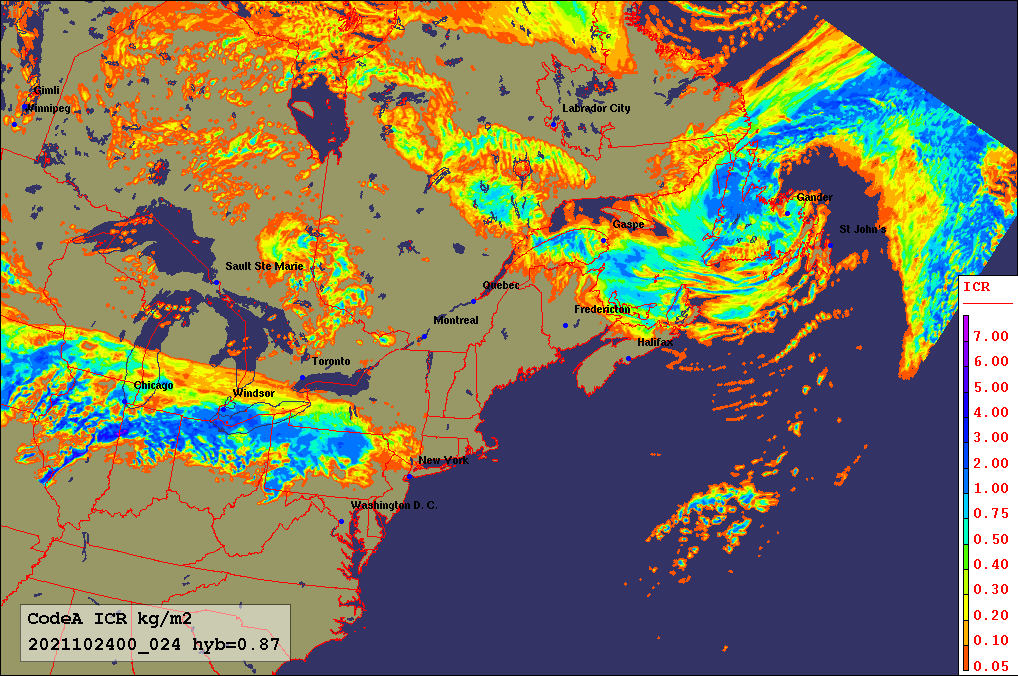 Gimli
Winnipeg
Labrador City
Gander
Gaspe
St John's
Sault Ste Marie
Quebec
Fredericton
Montreal
Halifax
Toronto
Chicago
Windsor
New York
Washington D. C.
ICR
7.00
6.00
5.00
4.00
3.00
2.00
1.00
0.75
0.50
0.40
0.30
0.20
0.10
0.05
CodeA ICR kg/m2
2021102400_024 hyb=0.87